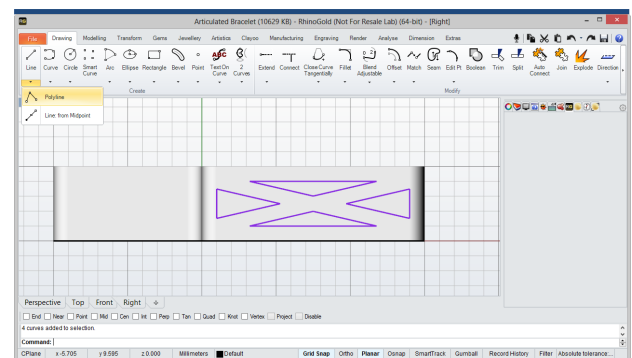 Articulated Bracelet (10629 KB) - RhinoGold (Not For Resale Lab) (64-bit) - [Right]
File Drawing Modelling Transform Gems Jewellery Artistics Clayoo Manufacturing Engraving Render Analyse Dimension Extras
Line Curve Circle Smart Curve Arc Ellipse Rectangle Bevel Point Text On Curve 2 Curves Extend Connect Close Curve Tangentially Fillet Blend Adjustable Offset Match Seam Edit Pt Boolean Trim Split Auto Connect Join Explode Direction
Create Modify
Polyline
Line: from Midpoint
Perspective Top Front Right
End Near Point Mid Cen Int Perp Tan Quad Knot Vertex Project Disable
4 curves added to selection.
Command:
CPlane x -5.705 y 9.595 z 0.000 Millimeters Default Grid Snap Ortho Planar Osnap SmartTrack Gumball Record History Filter Absolute tolerance:...